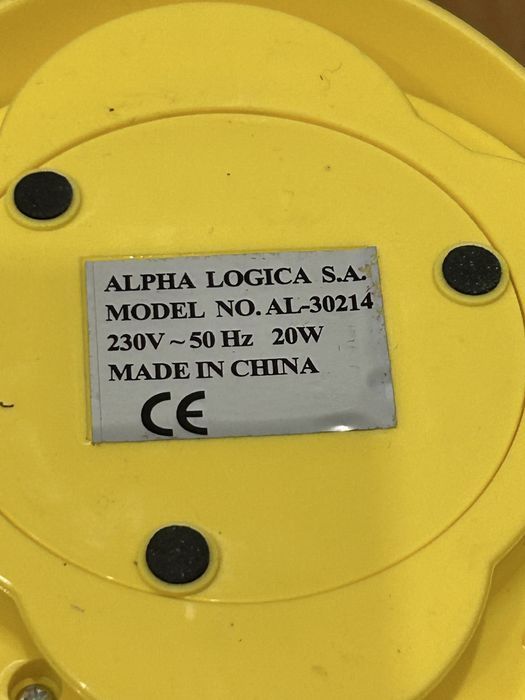 ALPHA LOGICA S.A.
MODEL NO. AL-30214
230V ~ 50 Hz 20W
MADE IN CHINA
CE